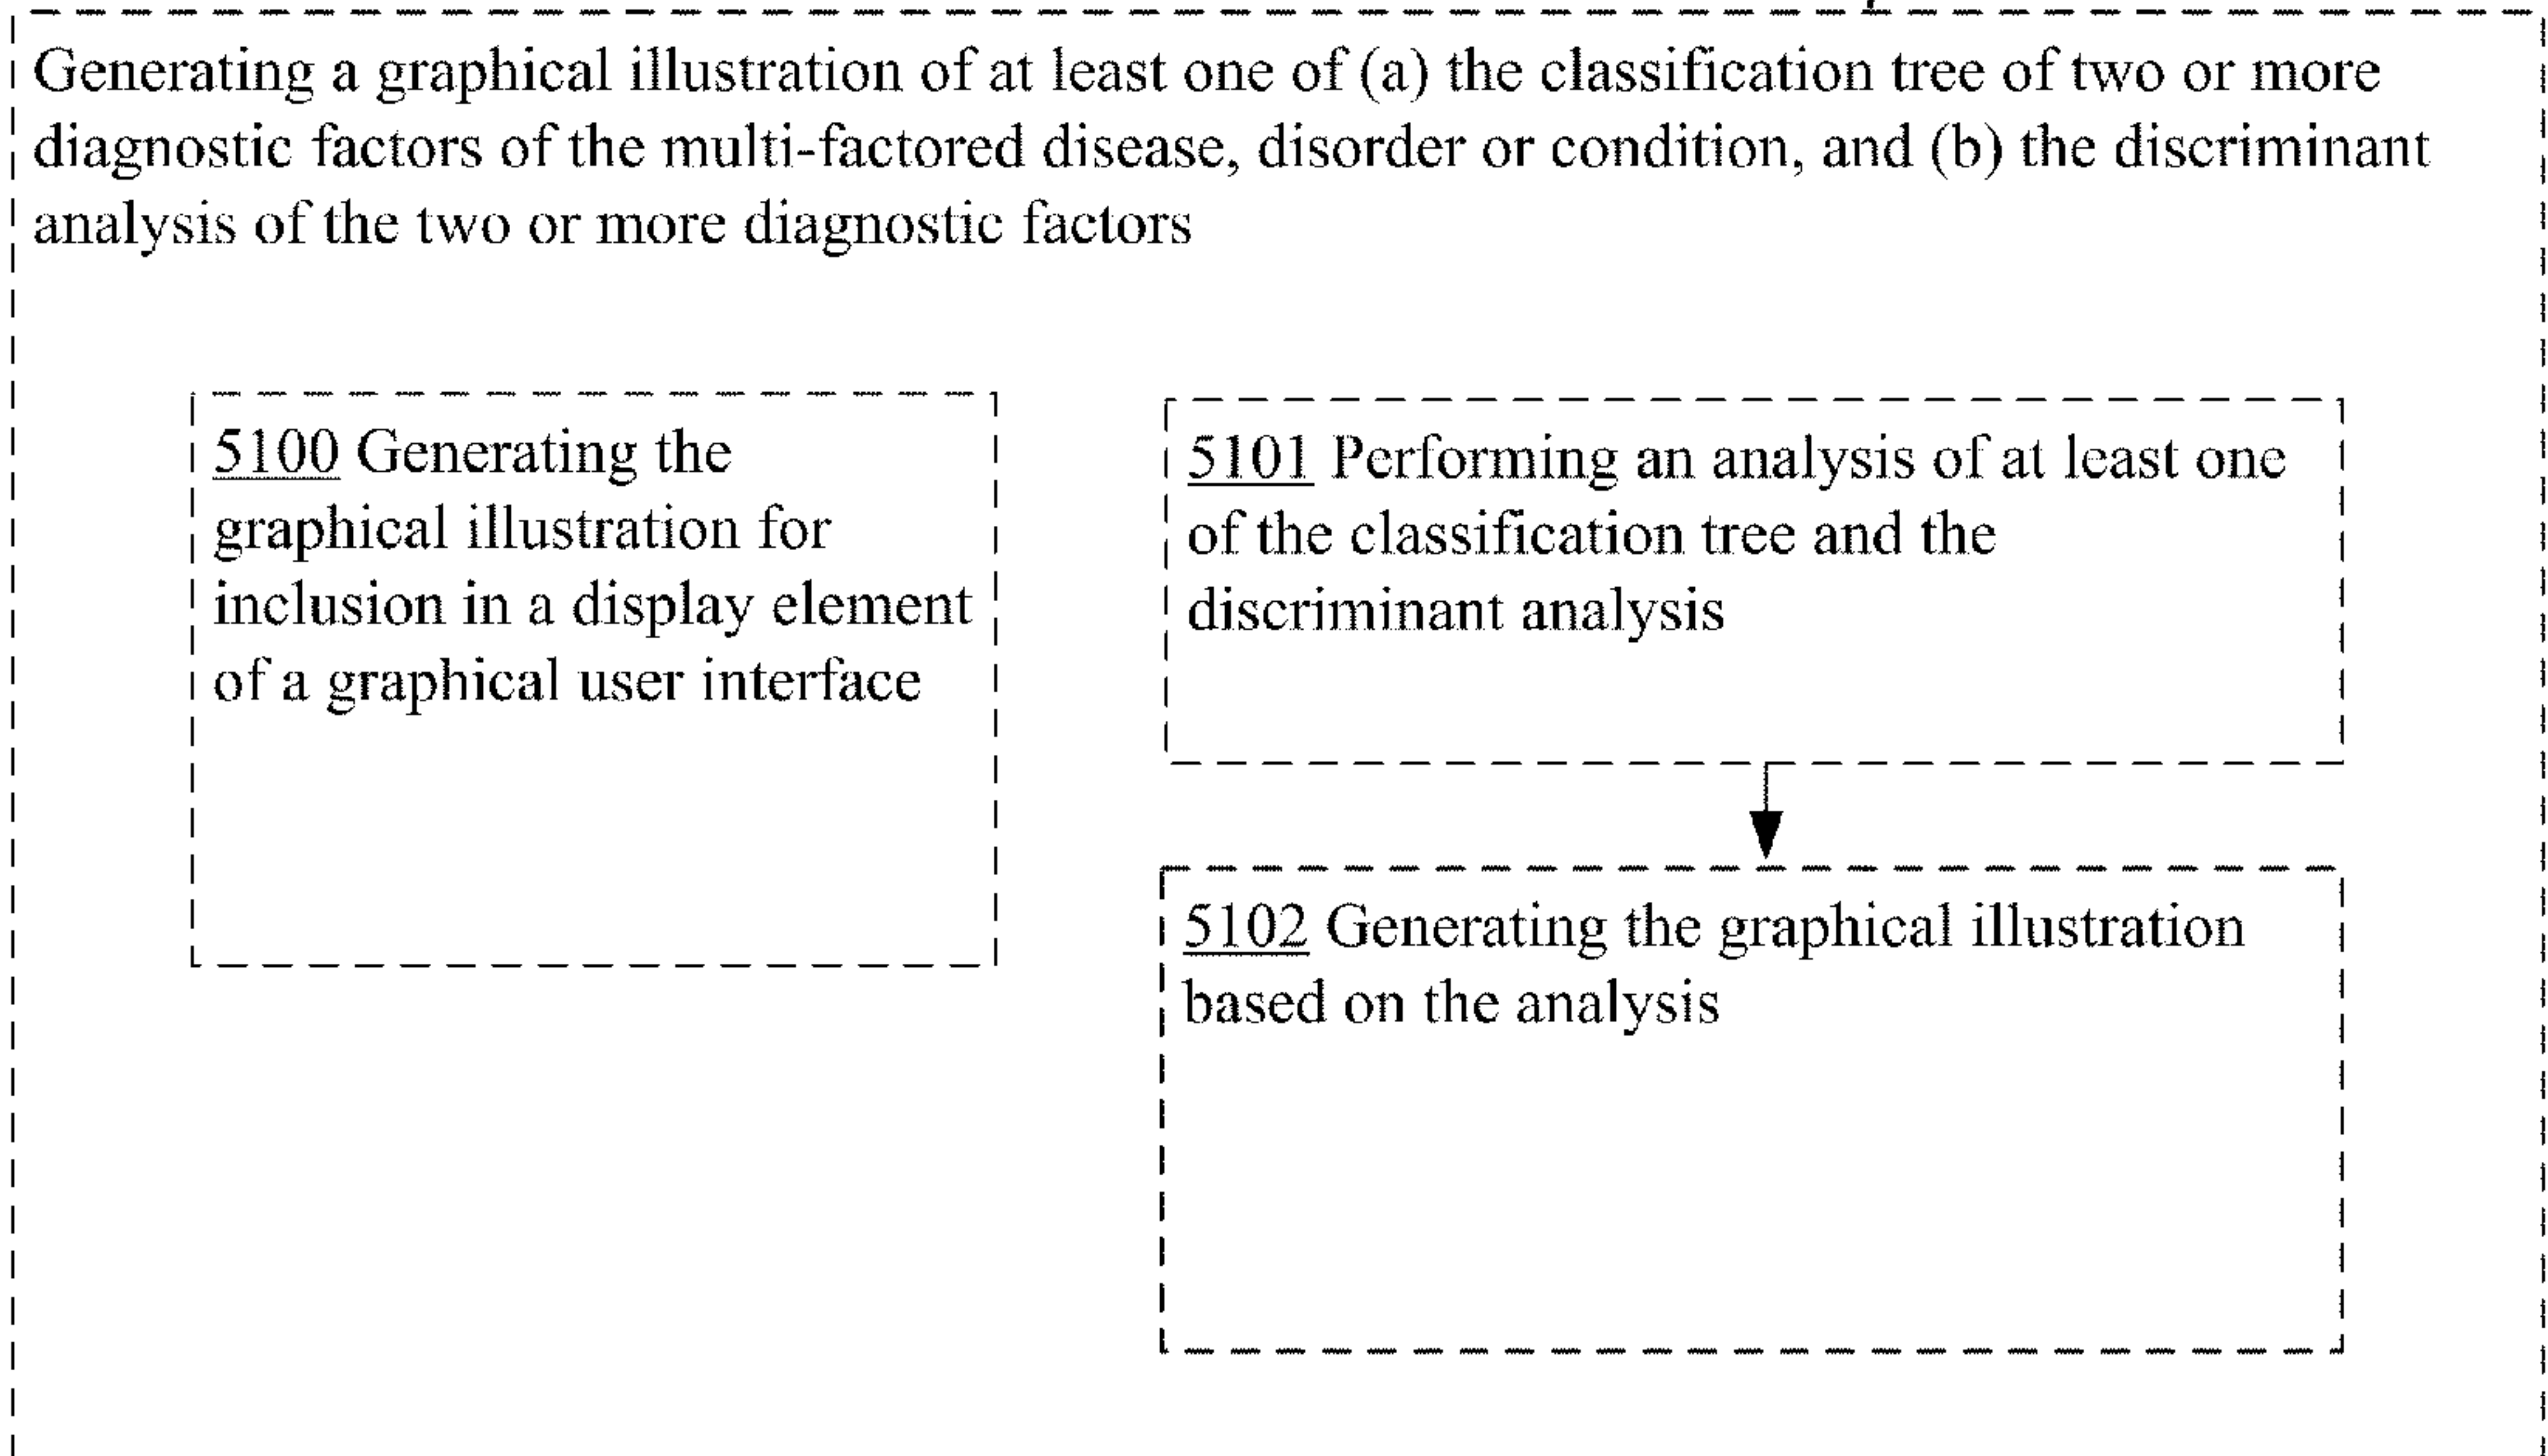 Generating a graphical illustration of at least one of (a) the classification tree of two or more
diagnostic factors of the multi-factored disease, disorder or condition, and (b) the discriminant
analysis of the two or more diagnostic factors
5100 Generating the
graphical illustration for
inclusion in a display element
of a graphical user interface
5101 Performing an analysis of at least one
of the classification tree and the
discriminant analysis
5102 Generating the graphical illustration
based on the analysis